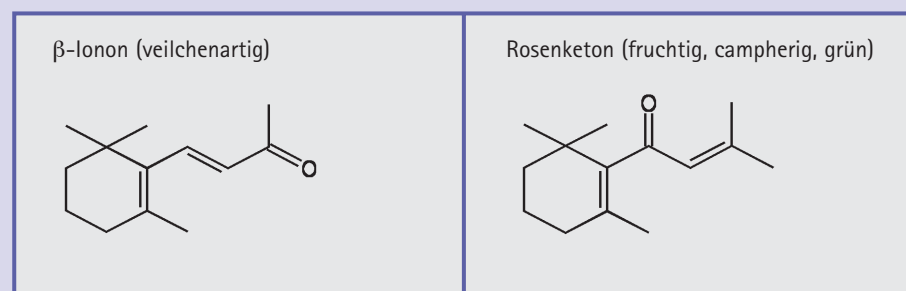 β-Ionon (veilchenartig)
Rosenketon (fruchtig, campherig, grün)
O
O